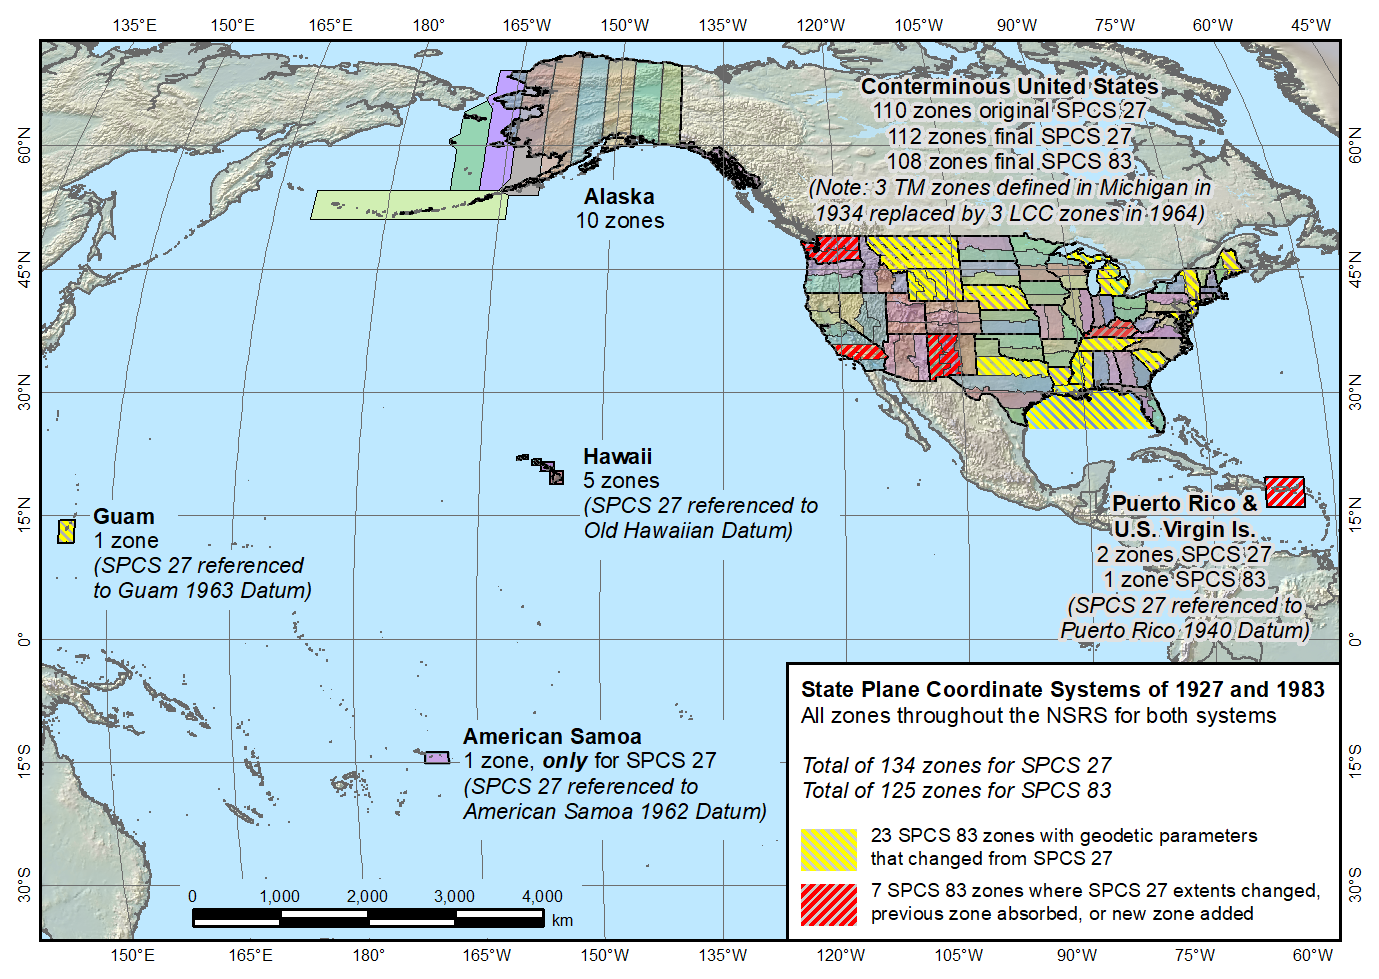 135°E 150°E 165°E 180° 165°W 150°W 135°W 120°W 105°W 90°W 75°W 60°W 45°W
Conterminous United States
110 zones original SPCS 27
112 zones final SPCS 27
108 zones final SPCS 83
(Note: 3 TM zones defined in Michigan in
1934 replaced by 3 LCC zones in 1964)
60°N
60°N
Alaska
10 zones
45°N
45°N
30°N
30°N
Hawaii
5 zones
(SPCS 27 referenced to
Old Hawaiian Datum)
15°N
15°N
Guam
1 zone
(SPCS 27 referenced
to Guam 1963 Datum)
Puerto Rico &
U.S. Virgin Is.
2 zones SPCS 27
1 zone SPCS 83
(SPCS 27 referenced to
Puerto Rico 1940 Datum)
0°
0°
American Samoa
1 zone, only for SPCS 27
(SPCS 27 referenced to
American Samoa 1962 Datum)
15°S
15°S
State Plane Coordinate Systems of 1927 and 1983
All zones throughout the NSRS for both systems
Total of 134 zones for SPCS 27
Total of 125 zones for SPCS 83
23 SPCS 83 zones with geodetic parameters
that changed from SPCS 27
7 SPCS 83 zones where SPCS 27 extents changed,
previous zone absorbed, or new zone added
30°S
30°S
0 1,000 2,000 3,000 4,000
km
150°E 165°E 180° 165°W 150°W 135°W 120°W 105°W 90°W 75°W 60°W